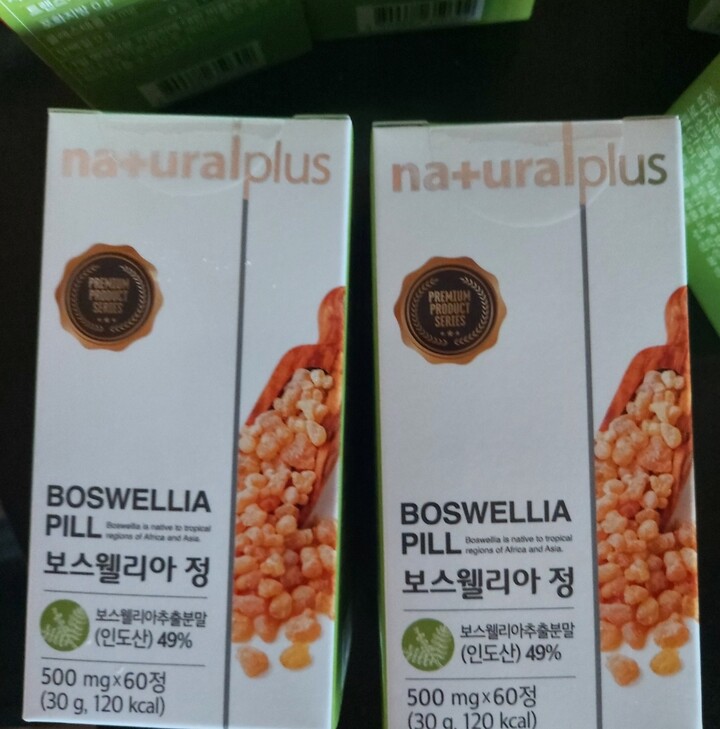 na+uralplus
PREMIUM
PRODUCT
SERIES
BOSWELLIA
PILL
Boswellia is native to tropical
regions of Africa and Asia.
보스웰리아 정
보스웰리아추출분말
(인도산) 49%
500 mg×60정
(30 g, 120 kcal)
na+uralplus
PREMIUM
PRODUCT
SERIES
BOSWELLIA
PILL
Boswellia is native to tropical
regions of Africa and Asia.
보스웰리아 정
보스웰리아추출분말
(인도산) 49%
500 mg×60정
(30 g, 120 kcal)